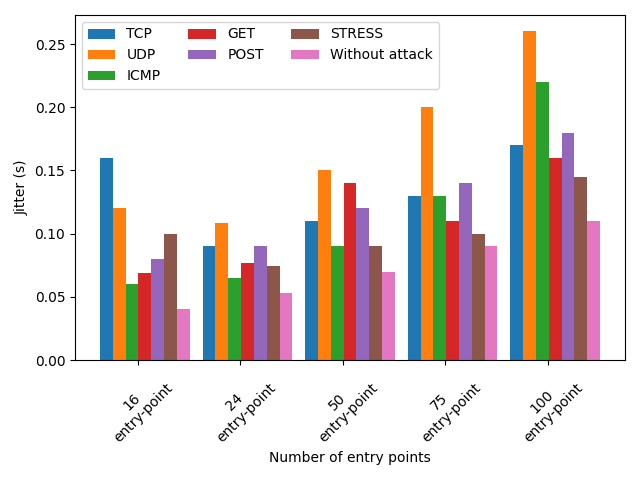 TCP
UDP
ICMP
GET
POST
STRESS
Without attack
Jitter (s)
0.25
0.20
0.15
0.10
0.05
0.00
16
entry-point
24
entry-point
50
entry-point
75
entry-point
100
entry-point
Number of entry points